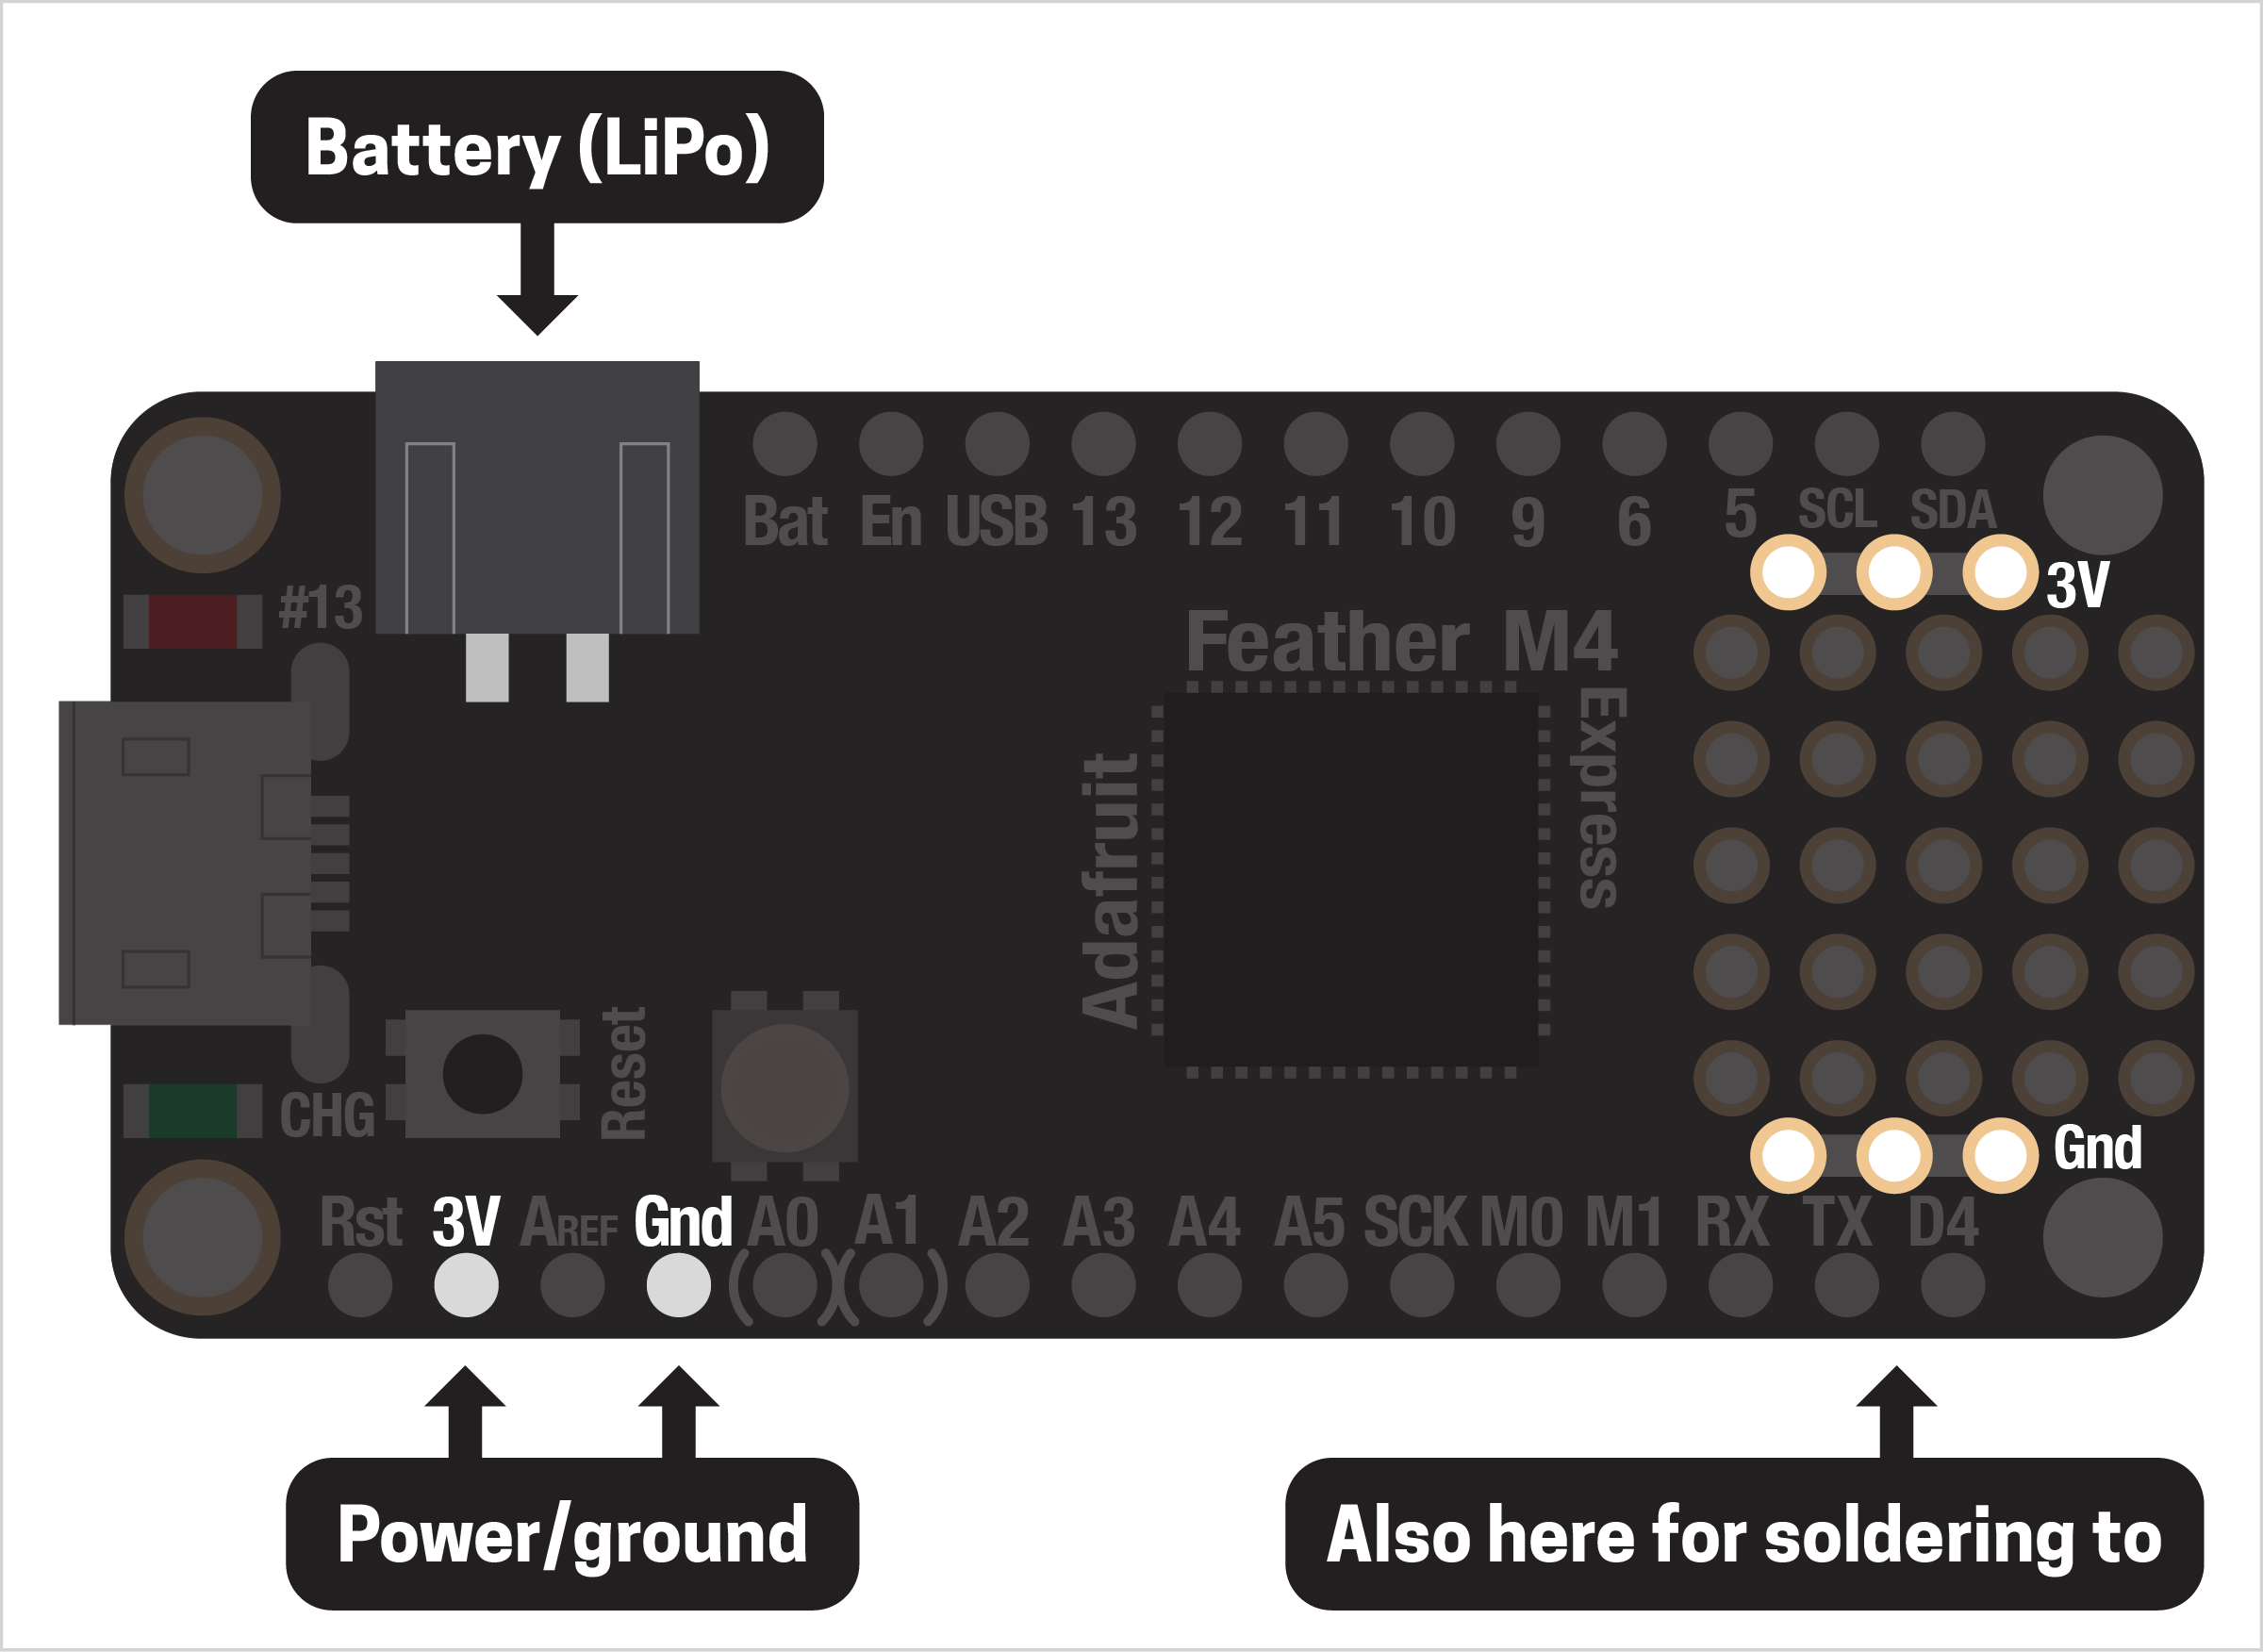 Battery (LiPo)
Bat En USB 13 12 11 10 9 6 5 SCL SDA
3V
#13
Feather M4
Express
Adafruit
Reset
CHG
Gnd
Rst 3V AREF Gnd A0 A1 A2 A3 A4 A5 SCK M0 M1 RX TX D4
Power/ground
Also here for soldering to